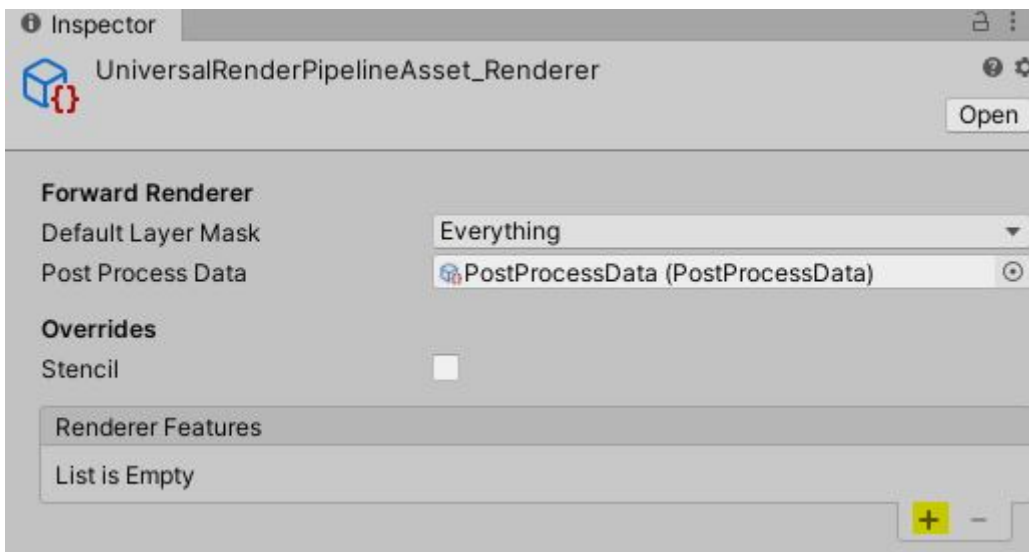 Inspector
UniversalRenderPipelineAsset_Renderer
Open
Forward Renderer
Default Layer Mask Everything
Post Process Data PostProcessData (PostProcessData)
Overrides
Stencil
Renderer Features
List is Empty
+ −